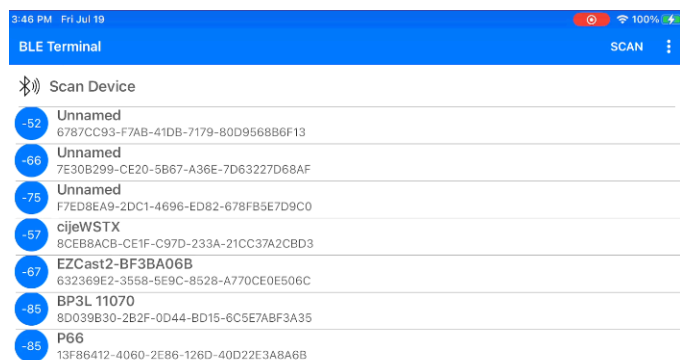 3:46 PM Fri Jul 19 100%
BLE Terminal SCAN
Scan Device
-52 Unnamed
6787CC93-F7AB-41DB-7179-80D9568B6F13
-66 Unnamed
7E30B299-CE20-5B67-A36E-7D63227D68AF
-75 Unnamed
F7ED8EA9-2DC1-4696-ED82-678FB5E7D9C0
-57 cijeWSTX
8CEB8ACB-CE1F-C97D-233A-21CC37A2CBD3
-67 EZCast2-BF3BA06B
632369E2-3558-5E9C-8528-A770CE0E506C
-85 BP3L 11070
8D039B30-2B2F-0D44-BD15-6C5E7ABF3A35
-85 P66
13F86412-4060-2E86-126D-40D22E3A8A6B